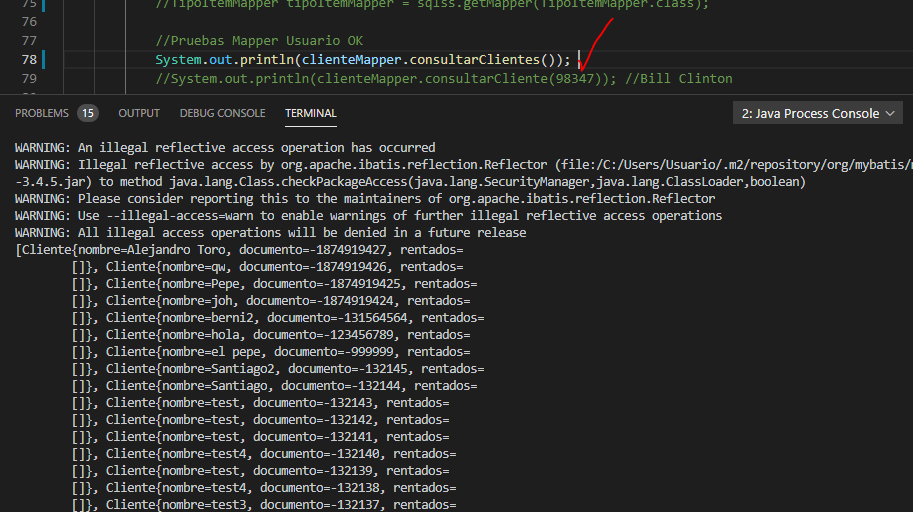 75 //TipoItemMapper tipoItemMapper = sqlss.getMapper(TipoItemMapper.class);
76
77 //Pruebas Mapper Usuario OK
78 System.out.println(clienteMapper.consultarClientes());
79 //System.out.println(clienteMapper.consultarCliente(98347)); //Bill Clinton
PROBLEMS 15 OUTPUT DEBUG CONSOLE TERMINAL 2: Java Process Console
WARNING: An illegal reflective access operation has occurred
WARNING: Illegal reflective access by org.apache.ibatis.reflection.Reflector (file:/C:/Users/Usuario/.m2/repository/org/mybatis/
-3.4.5.jar) to method java.lang.Class.checkPackageAccess(java.lang.SecurityManager,java.lang.ClassLoader,boolean)
WARNING: Please consider reporting this to the maintainers of org.apache.ibatis.reflection.Reflector
WARNING: Use --illegal-access=warn to enable warnings of further illegal reflective access operations
WARNING: All illegal access operations will be denied in a future release
[Cliente{nombre=Alejandro Toro, documento=-1874919427, rentados=
[]}, Cliente{nombre=qw, documento=-1874919426, rentados=
[]}, Cliente{nombre=Pepe, documento=-1874919425, rentados=
[]}, Cliente{nombre=joh, documento=-1874919424, rentados=
[]}, Cliente{nombre=berni2, documento=-131564564, rentados=
[]}, Cliente{nombre=hola, documento=-123456789, rentados=
[]}, Cliente{nombre=el pepe, documento=-999999, rentados=
[]}, Cliente{nombre=Santiago2, documento=-132145, rentados=
[]}, Cliente{nombre=Santiago, documento=-132144, rentados=
[]}, Cliente{nombre=test, documento=-132143, rentados=
[]}, Cliente{nombre=test, documento=-132142, rentados=
[]}, Cliente{nombre=test, documento=-132141, rentados=
[]}, Cliente{nombre=test4, documento=-132140, rentados=
[]}, Cliente{nombre=test, documento=-132139, rentados=
[]}, Cliente{nombre=test4, documento=-132138, rentados=
[]}, Cliente{nombre=test3, documento=-132137, rentados=